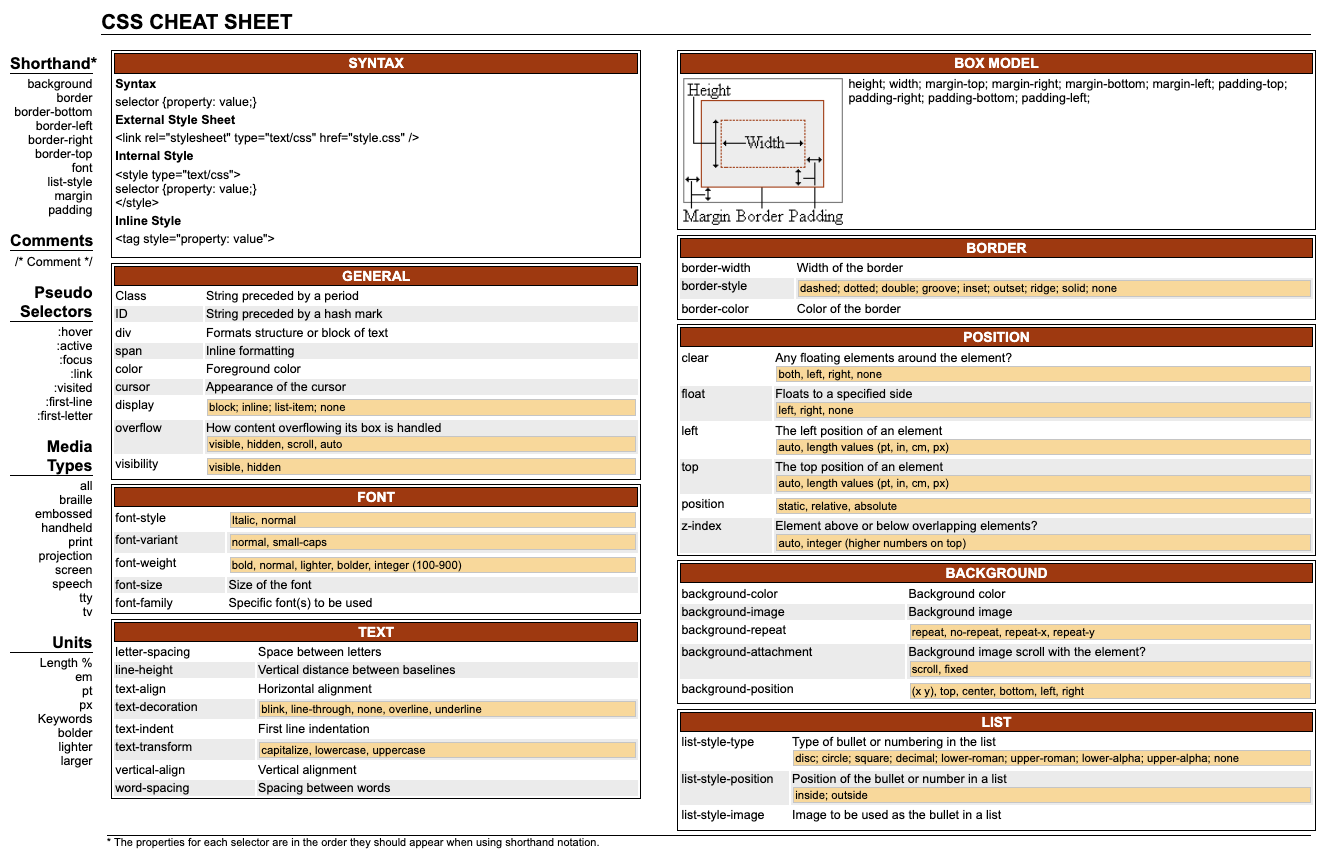 CSS CHEAT SHEET
Shorthand*
background
border
border-bottom
border-left
border-right
border-top
font
list-style
margin
padding
Comments
/* Comment */
Pseudo
Selectors
:hover
:active
:focus
:link
:visited
:first-line
:first-letter
Media
Types
all
braille
embossed
handheld
print
projection
screen
speech
tty
tv
Units
Length %
em
pt
px
Keywords
bolder
lighter
larger
SYNTAX
Syntax
selector {property: value;}
External Style Sheet
<link rel="stylesheet" type="text/css" href="style.css" />
Internal Style
<style type="text/css">
selector {property: value;}
</style>
Inline Style
<tag style="property: value">
GENERAL
Class String preceded by a period
ID String preceded by a hash mark
div Formats structure or block of text
span Inline formatting
color Foreground color
cursor Appearance of the cursor
display block; inline; list-item; none
overflow How content overflowing its box is handled
visible, hidden, scroll, auto
visibility visible, hidden
FONT
font-style Italic, normal
font-variant normal, small-caps
font-weight bold, normal, lighter, bolder, integer (100-900)
font-size Size of the font
font-family Specific font(s) to be used
TEXT
letter-spacing Space between letters
line-height Vertical distance between baselines
text-align Horizontal alignment
text-decoration blink, line-through, none, overline, underline
text-indent First line indentation
text-transform capitalize, lowercase, uppercase
vertical-align Vertical alignment
word-spacing Spacing between words
BOX MODEL
Height
Width
Margin Border Padding
height; width; margin-top; margin-right; margin-bottom; margin-left; padding-top;
padding-right; padding-bottom; padding-left;
BORDER
border-width Width of the border
border-style dashed; dotted; double; groove; inset; outset; ridge; solid; none
border-color Color of the border
POSITION
clear Any floating elements around the element?
both, left, right, none
float Floats to a specified side
left, right, none
left The left position of an element
auto, length values (pt, in, cm, px)
top The top position of an element
auto, length values (pt, in, cm, px)
position static, relative, absolute
z-index Element above or below overlapping elements?
auto, integer (higher numbers on top)
BACKGROUND
background-color Background color
background-image Background image
background-repeat repeat, no-repeat, repeat-x, repeat-y
background-attachment Background image scroll with the element?
scroll, fixed
background-position (x y), top, center, bottom, left, right
LIST
list-style-type Type of bullet or numbering in the list
disc; circle; square; decimal; lower-roman; upper-roman; lower-alpha; upper-alpha; none
list-style-position Position of the bullet or number in a list
inside; outside
list-style-image Image to be used as the bullet in a list
* The properties for each selector are in the order they should appear when using shorthand notation.